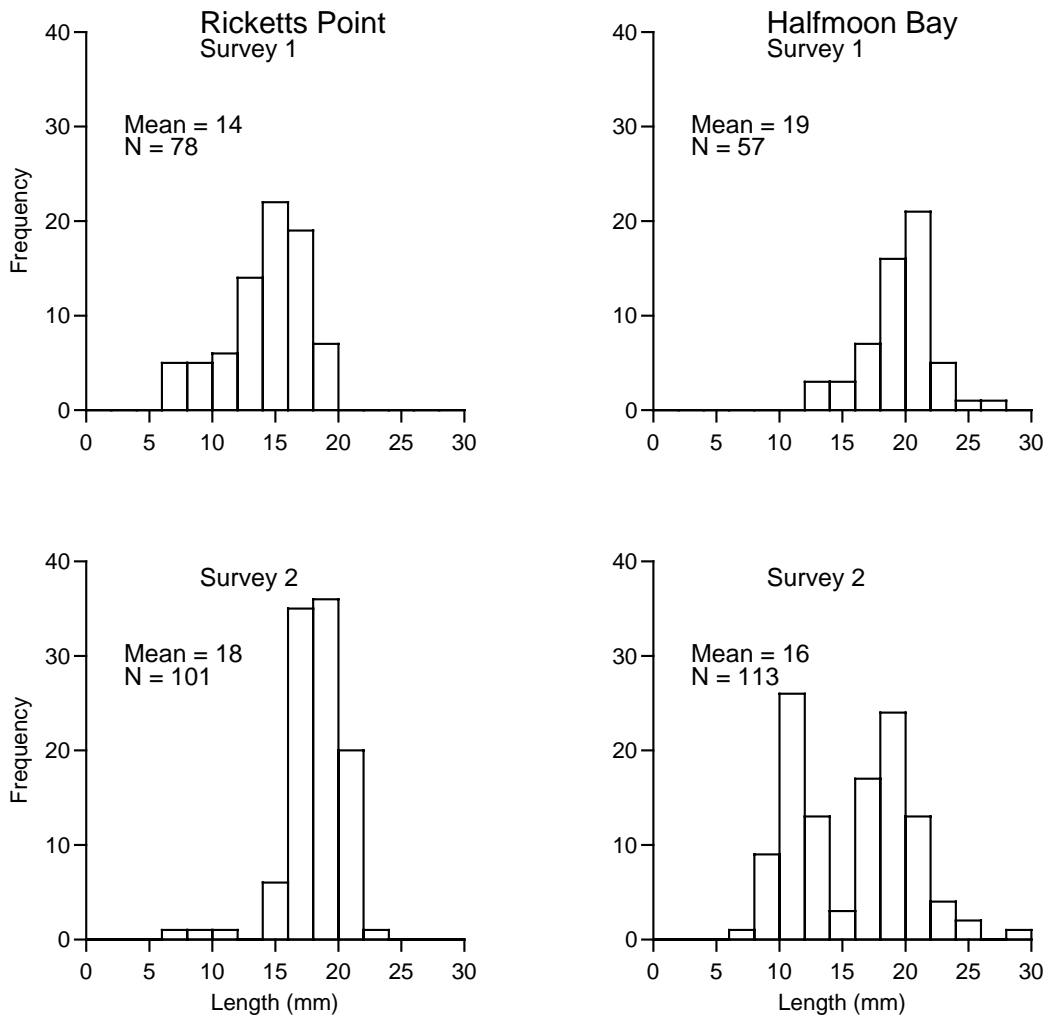 Ricketts Point
Survey 1
Mean = 14
N = 78
Frequency
40
30
20
10
0
0 5 10 15 20 25 30
Halfmoon Bay
Survey 1
Mean = 19
N = 57
40
30
20
10
0
0 5 10 15 20 25 30
Survey 2
Mean = 18
N = 101
Frequency
40
30
20
10
0
0 5 10 15 20 25 30
Length (mm)
Survey 2
Mean = 16
N = 113
40
30
20
10
0
0 5 10 15 20 25 30
Length (mm)